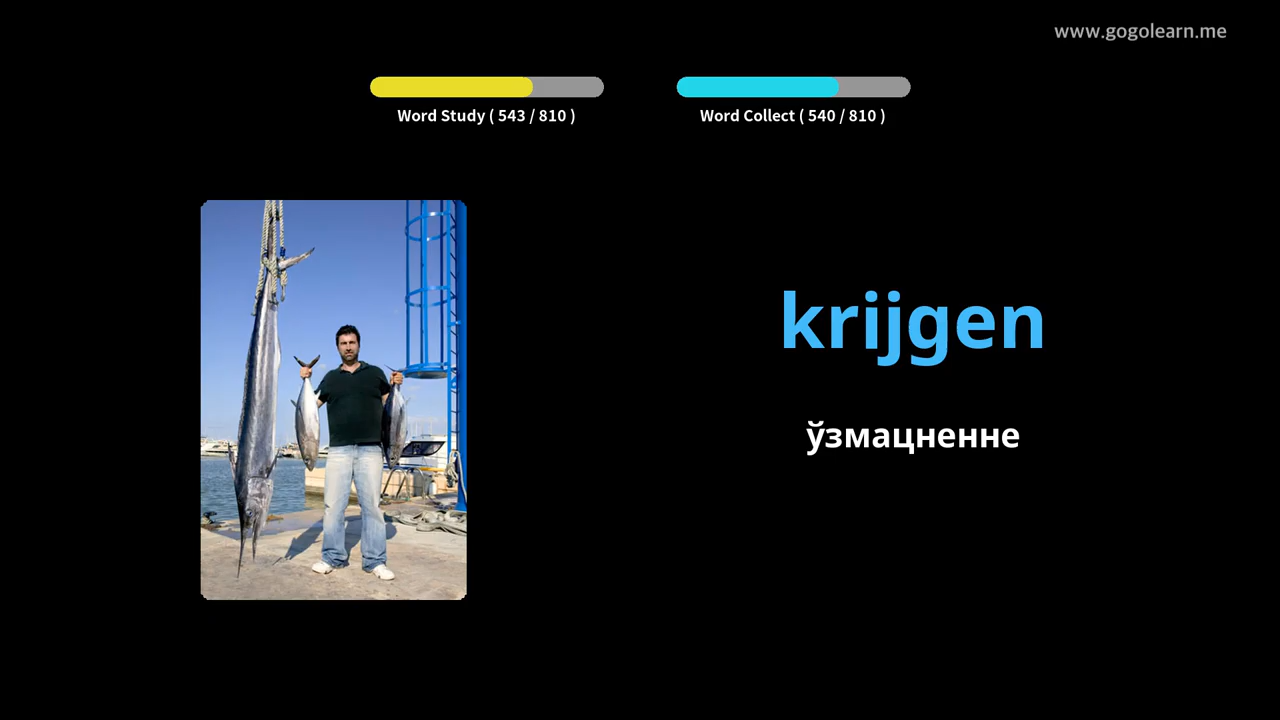 www.gogolearn.me
Word Study ( 543 / 810 )
Word Collect ( 540 / 810 )
krijgen
ўзмацненне